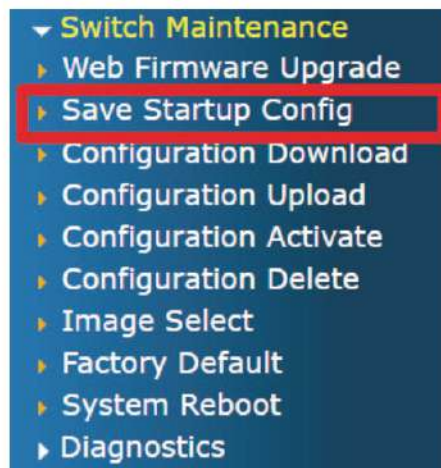 Switch Maintenance
Web Firmware Upgrade
Save Startup Config
Configuration Download
Configuration Upload
Configuration Activate
Configuration Delete
Image Select
Factory Default
System Reboot
Diagnostics